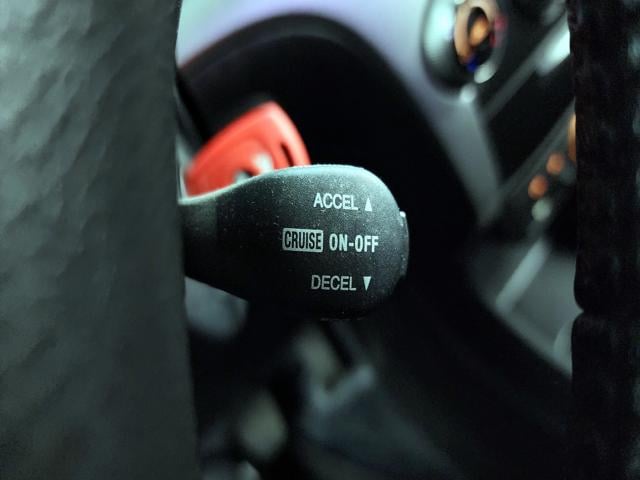 ACCEL ▲
CRUISE ON-OFF
DECEL ▼